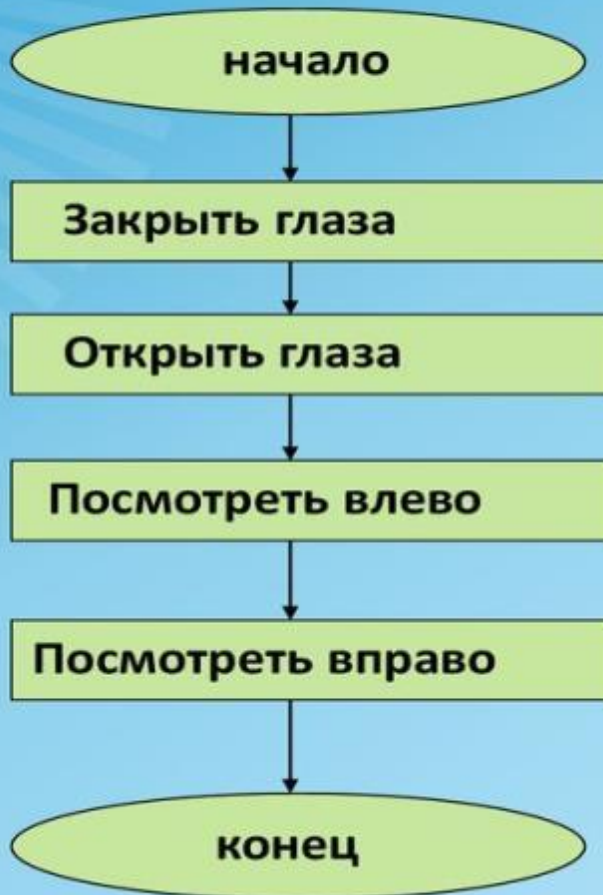 начало
Закрыть глаза
Открыть глаза
Посмотреть влево
Посмотреть вправо
конец